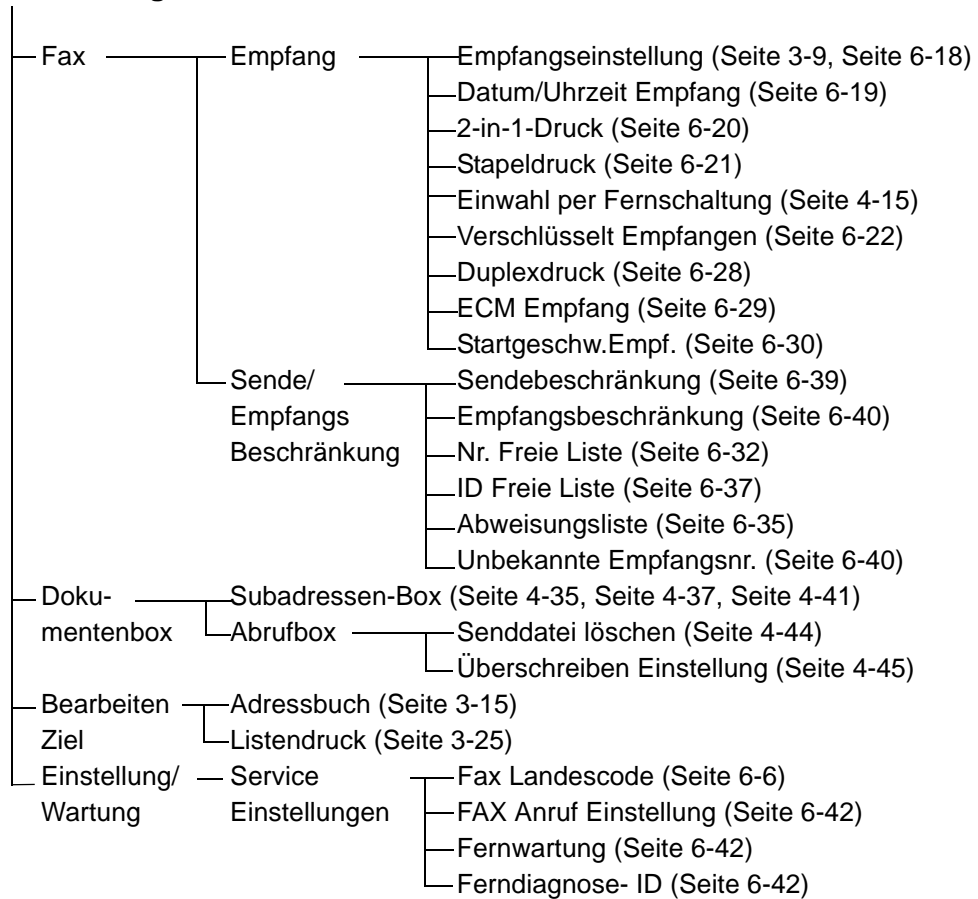 Fax Empfang Empfangseinstellung (Seite 3-9, Seite 6-18)
Datum/Uhrzeit Empfang (Seite 6-19)
2-in-1-Druck (Seite 6-20)
Stapeldruck (Seite 6-21)
Einwahl per Fernschaltung (Seite 4-15)
Verschlüsselt Empfangen (Seite 6-22)
Duplexdruck (Seite 6-28)
ECM Empfang (Seite 6-29)
Startgeschw.Empf. (Seite 6-30)
Sende/ Sendebeschränkung (Seite 6-39)
Empfangs Empfangsbeschränkung (Seite 6-40)
Beschränkung Nr. Freie Liste (Seite 6-32)
ID Freie Liste (Seite 6-37)
Abweisungsliste (Seite 6-35)
Unbekannte Empfangsnr. (Seite 6-40)
Doku- Subadressen-Box (Seite 4-35, Seite 4-37, Seite 4-41)
mentenbox Abrufbox Senddatei löschen (Seite 4-44)
Überschreiben Einstellung (Seite 4-45)
Bearbeiten Adressbuch (Seite 3-15)
Ziel Listendruck (Seite 3-25)
Einstellung/ Service Fax Landescode (Seite 6-6)
Wartung Einstellungen FAX Anruf Einstellung (Seite 6-42)
Fernwartung (Seite 6-42)
Ferndiagnose- ID (Seite 6-42)